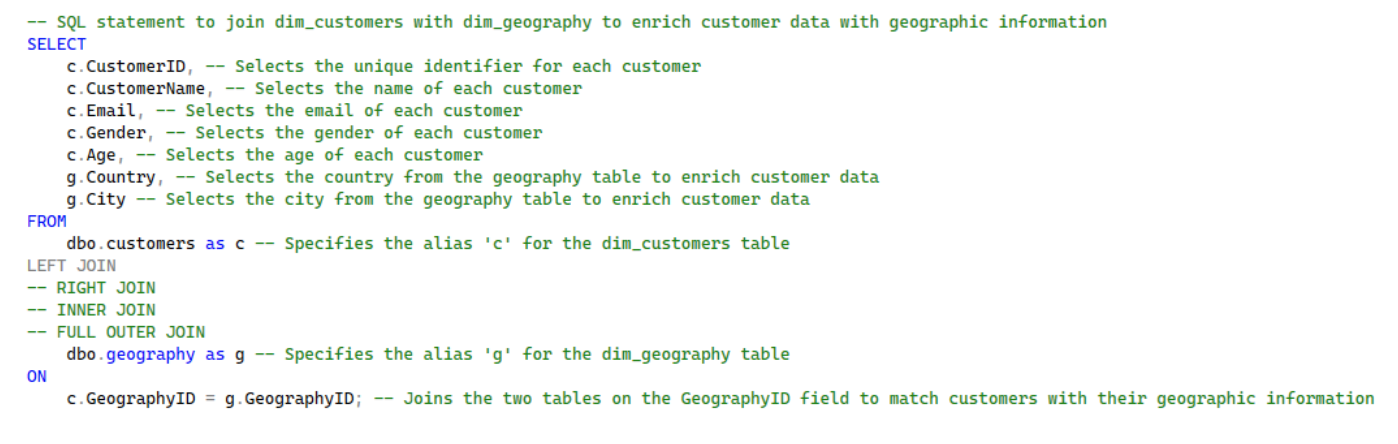 -- SQL statement to join dim_customers with dim_geography to enrich customer data with geographic information
SELECT
    c.CustomerID, -- Selects the unique identifier for each customer
    c.CustomerName, -- Selects the name of each customer
    c.Email, -- Selects the email of each customer
    c.Gender, -- Selects the gender of each customer
    c.Age, -- Selects the age of each customer
    g.Country, -- Selects the country from the geography table to enrich customer data
    g.City -- Selects the city from the geography table to enrich customer data
FROM
    dbo.customers as c -- Specifies the alias 'c' for the dim_customers table
LEFT JOIN
-- RIGHT JOIN
-- INNER JOIN
-- FULL OUTER JOIN
    dbo.geography as g -- Specifies the alias 'g' for the dim_geography table
ON
    c.GeographyID = g.GeographyID; -- Joins the two tables on the GeographyID field to match customers with their geographic information